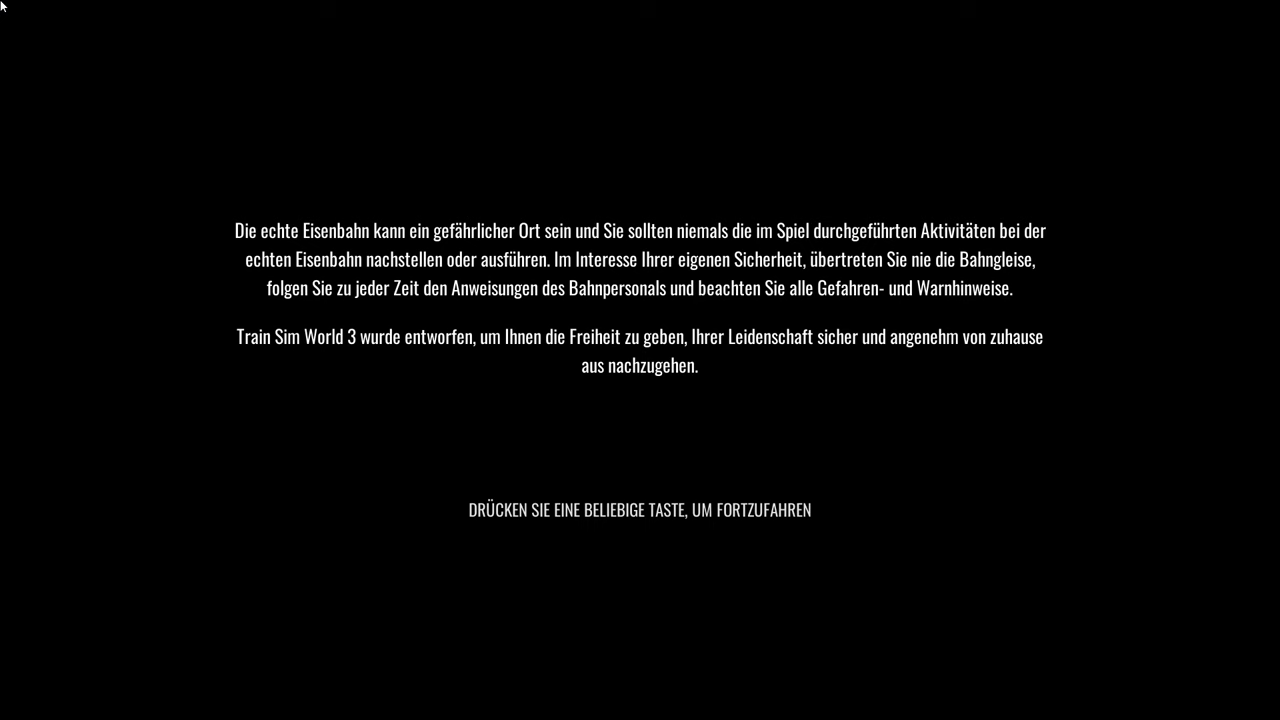 Die echte Eisenbahn kann ein gefährlicher Ort sein und Sie sollten niemals die im Spiel durchgeführten Aktivitäten bei der
echten Eisenbahn nachstellen oder ausführen. Im Interesse Ihrer eigenen Sicherheit, übertreten Sie nie die Bahngleise,
folgen Sie zu jeder Zeit den Anweisungen des Bahnpersonals und beachten Sie alle Gefahren- und Warnhinweise.
Train Sim World 3 wurde entworfen, um Ihnen die Freiheit zu geben, Ihrer Leidenschaft sicher und angenehm von zuhause
aus nachzugehen.
DRÜCKEN SIE EINE BELIEBIGE TASTE, UM FORTZUFAHREN